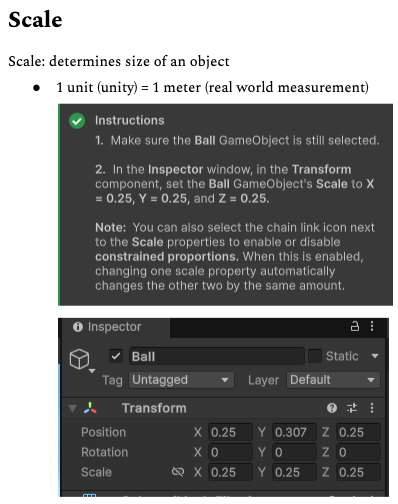 Scale
Scale: determines size of an object
● 1 unit (unity) = 1 meter (real world measurement)
Instructions
1. Make sure the Ball GameObject is still selected.
2. In the Inspector window, in the Transform
component, set the Ball GameObject's Scale to X
= 0.25, Y = 0.25, and Z = 0.25.
Note: You can also select the chain link icon next
to the Scale properties to enable or disable
constrained proportions. When this is enabled,
changing one scale property automatically
changes the other two by the same amount.
Inspector
Ball Static
Tag Untagged Layer Default
Transform
Position X 0.25 Y 0.307 Z 0.25
Rotation X 0 Y 0 Z 0
Scale X 0.25 Y 0.25 Z 0.25